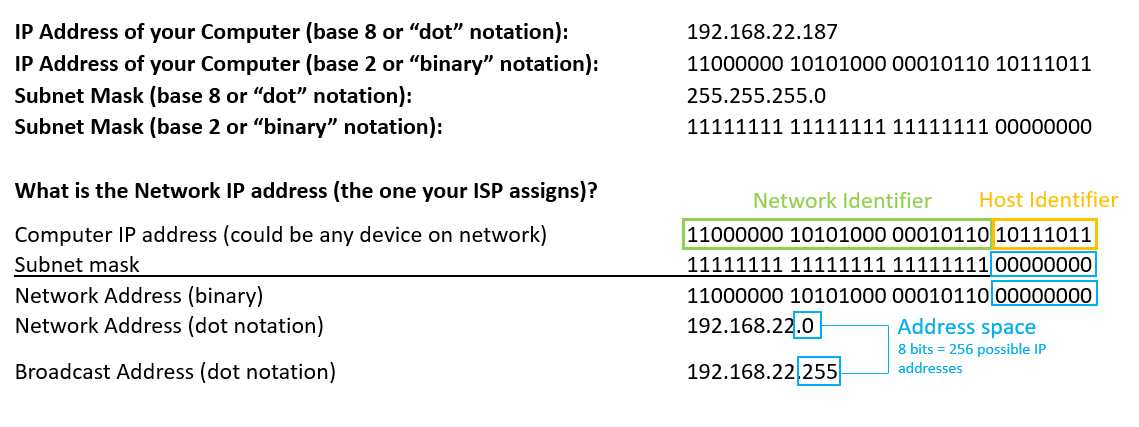 IP Address of your Computer (base 8 or “dot” notation): 192.168.22.187
IP Address of your Computer (base 2 or “binary” notation): 11000000 10101000 00010110 10111011
Subnet Mask (base 8 or “dot” notation): 255.255.255.0
Subnet Mask (base 2 or “binary” notation): 11111111 11111111 11111111 00000000
What is the Network IP address (the one your ISP assigns)?
Network Identifier Host Identifier
Computer IP address (could be any device on network) 11000000 10101000 00010110 10111011
Subnet mask 11111111 11111111 11111111 00000000
Network Address (binary) 11000000 10101000 00010110 00000000
Network Address (dot notation) 192.168.22.0
Address space
8 bits = 256 possible IP
addresses
Broadcast Address (dot notation) 192.168.22.255